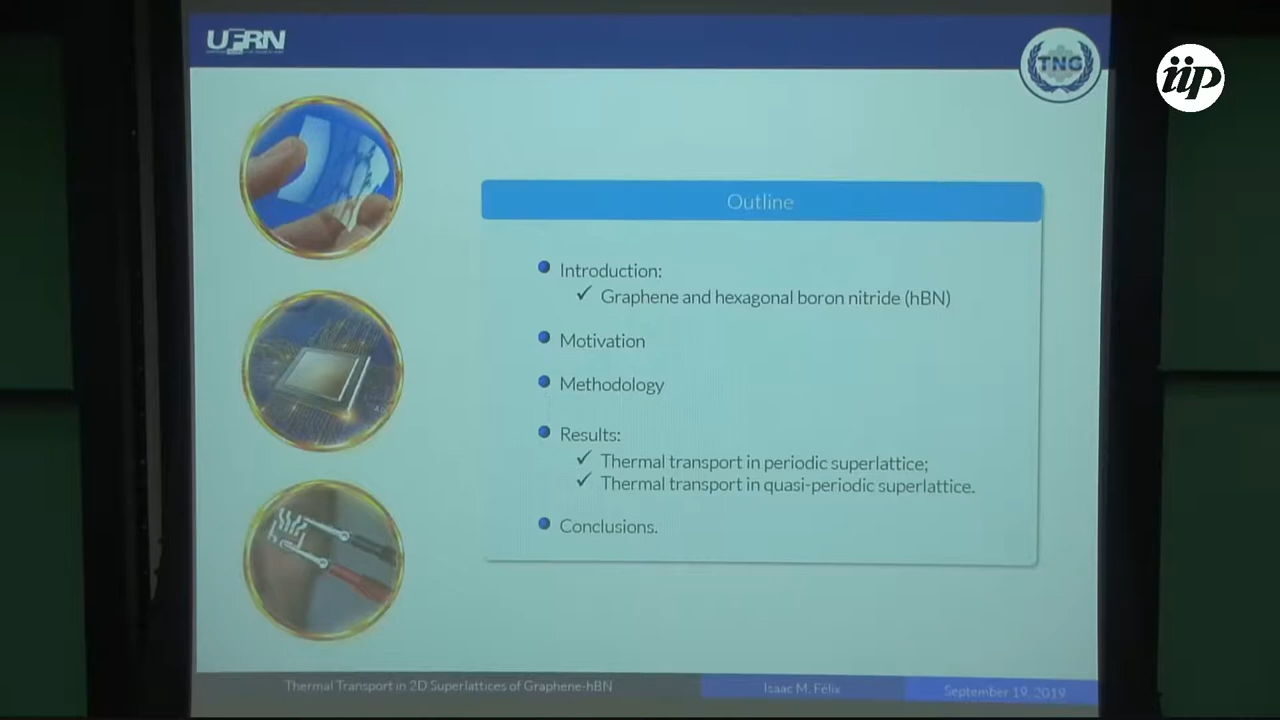 UFRN
TNG
iip
Outline
Introduction:
Graphene and hexagonal boron nitride (hBN)
Motivation
Methodology
Results:
Thermal transport in periodic superlattice;
Thermal transport in quasi-periodic superlattice.
Conclusions.
Thermal Transport in 2D Superlattices of Graphene-hBN
Isaac M. Félix
September 19, 2019